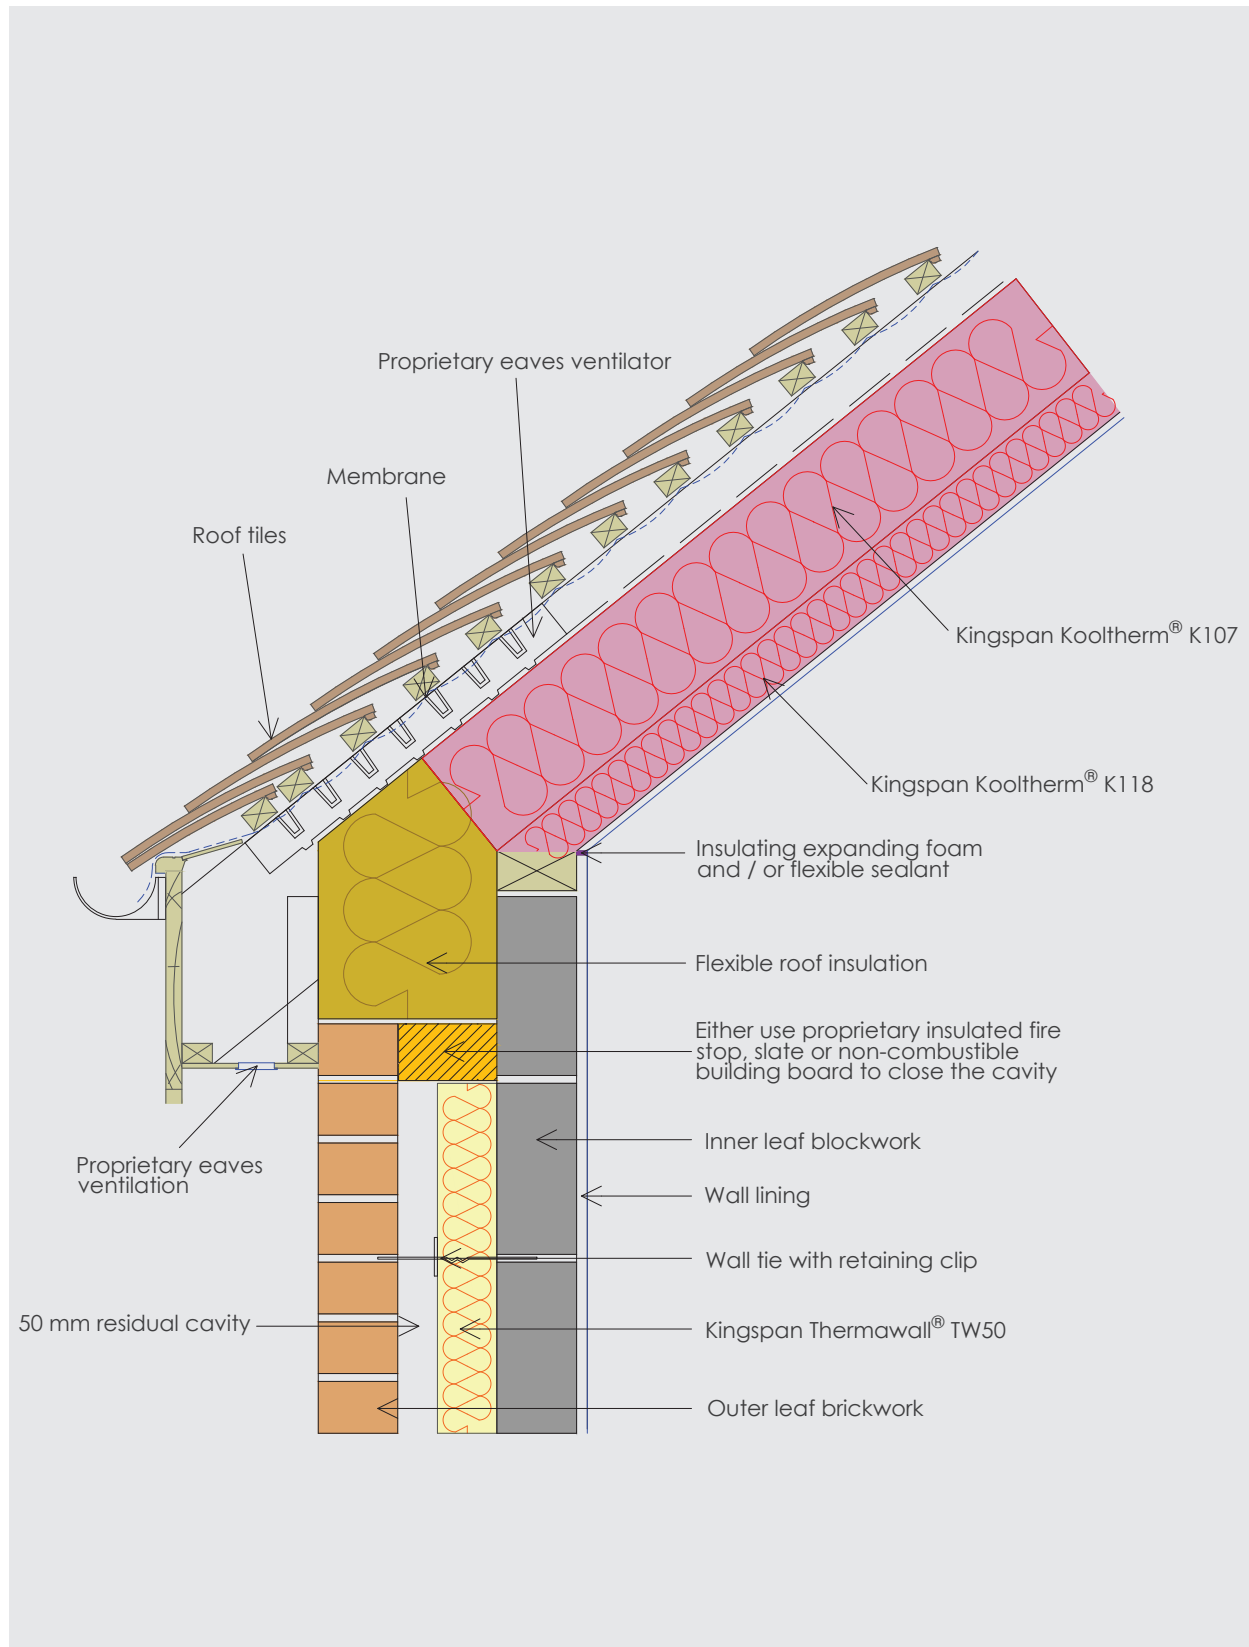 Proprietary eaves ventilator
Membrane
Roof tiles
Kingspan Kooltherm® K107
Kingspan Kooltherm® K118
Insulating expanding foam
and / or flexible sealant
Flexible roof insulation
Either use proprietary insulated fire
stop, slate or non-combustible
building board to close the cavity
Inner leaf blockwork
Proprietary eaves
ventilation
Wall lining
Wall tie with retaining clip
50 mm residual cavity
Kingspan Thermawall® TW50
Outer leaf brickwork